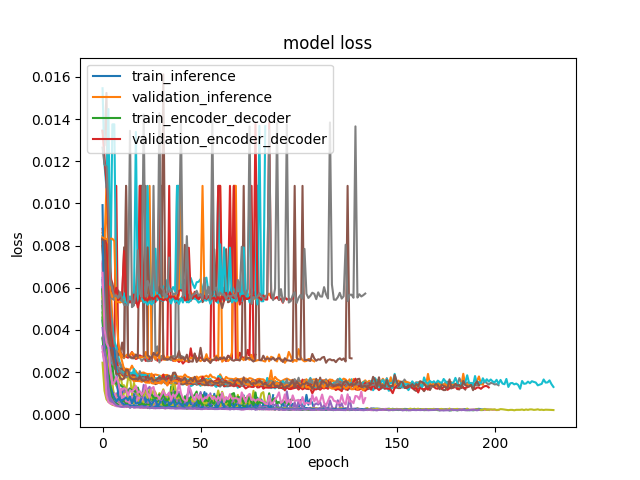 model loss
train_inference
validation_inference
train_encoder_decoder
validation_encoder_decoder
loss
0.016
0.014
0.012
0.010
0.008
0.006
0.004
0.002
0.000
0 50 100 150 200
epoch